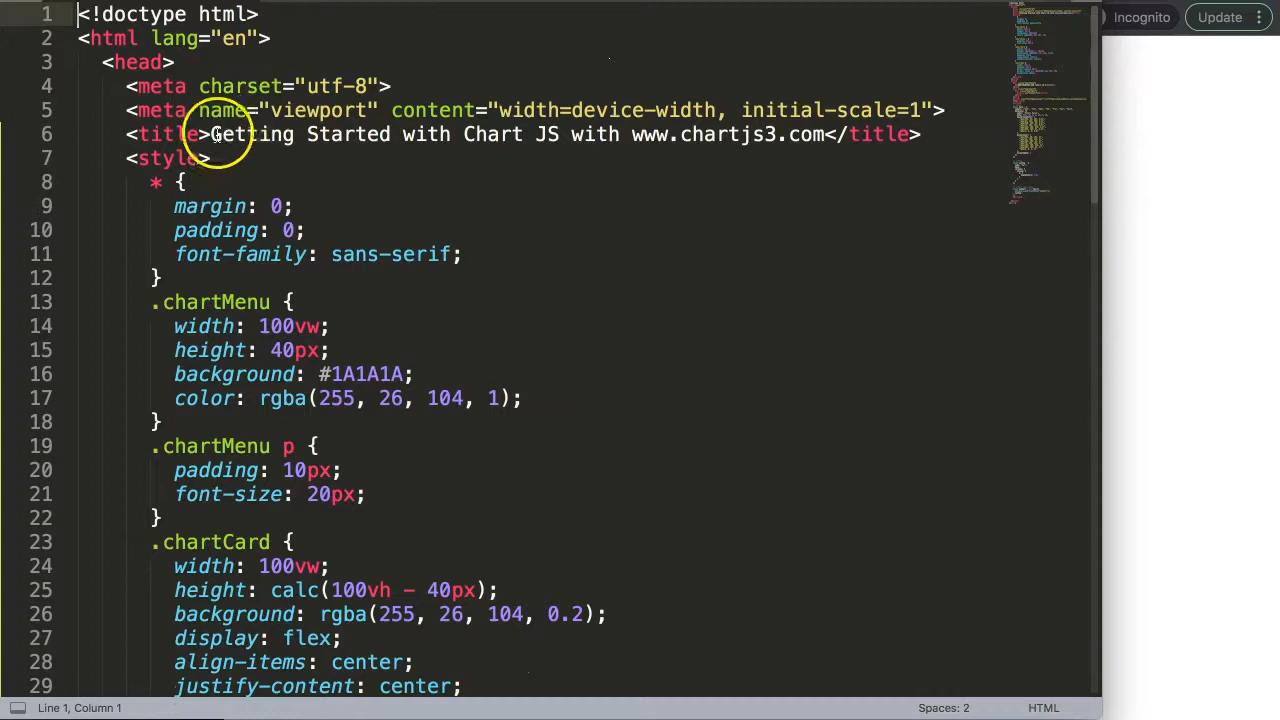 1 <!doctype html>
2 <html lang="en">
3 <head>
4 <meta charset="utf-8">
5 <meta name="viewport" content="width=device-width, initial-scale=1">
6 <title>Getting Started with Chart JS with www.chartjs3.com</title>
7 <style>
8 * {
9 margin: 0;
10 padding: 0;
11 font-family: sans-serif;
12 }
13 .chartMenu {
14 width: 100vw;
15 height: 40px;
16 background: #1A1A1A;
17 color: rgba(255, 26, 104, 1);
18 }
19 .chartMenu p {
20 padding: 10px;
21 font-size: 20px;
22 }
23 .chartCard {
24 width: 100vw;
25 height: calc(100vh - 40px);
26 background: rgba(255, 26, 104, 0.2);
27 display: flex;
28 align-items: center;
29 justify-content: center;
Incognito
Update
Line 1, Column 1
Spaces: 2
HTML